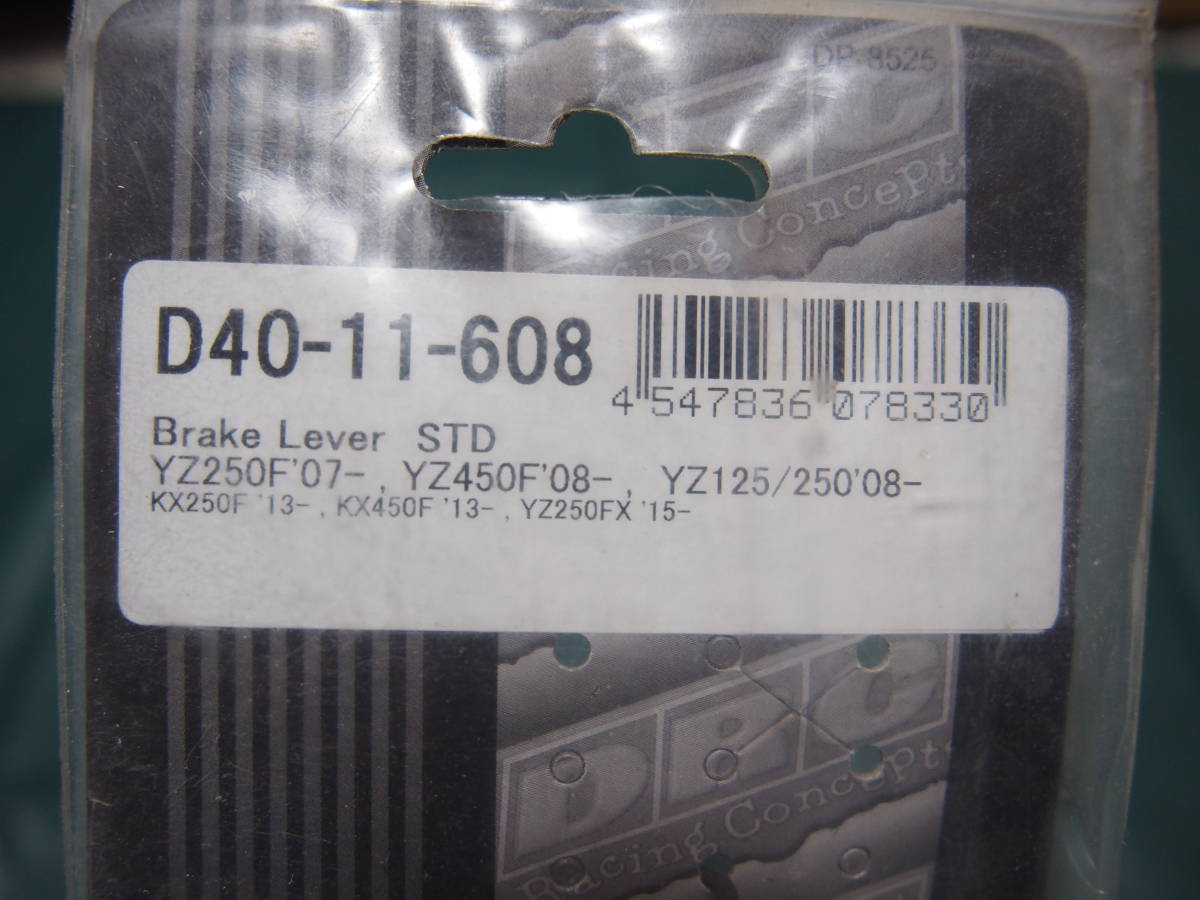 DP-8525
Racing Concepts
D40-11-608
4 547836 078330
Brake Lever STD
YZ250F'07- , YZ450F'08- , YZ125/250'08-
KX250F '13- , KX450F '13- , YZ250FX '15-
DRC
Racing Concepts